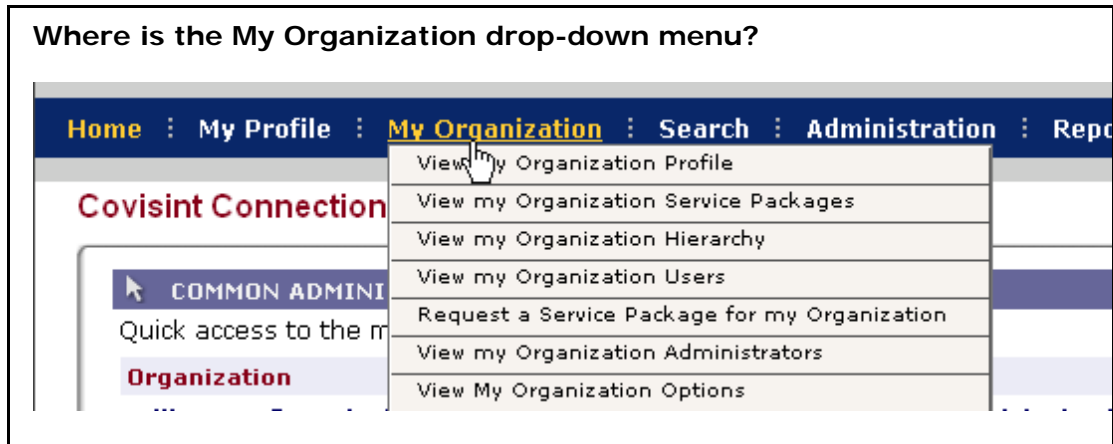 Where is the My Organization drop-down menu?
Home ⋮ My Profile ⋮ My Organization ⋮ Search ⋮ Administration ⋮ Repo
View my Organization Profile
Covisint Connection
View my Organization Service Packages
View my Organization Hierarchy
View my Organization Users
COMMON ADMINI
Request a Service Package for my Organization
Quick access to the m
View my Organization Administrators
Organization
View My Organization Options